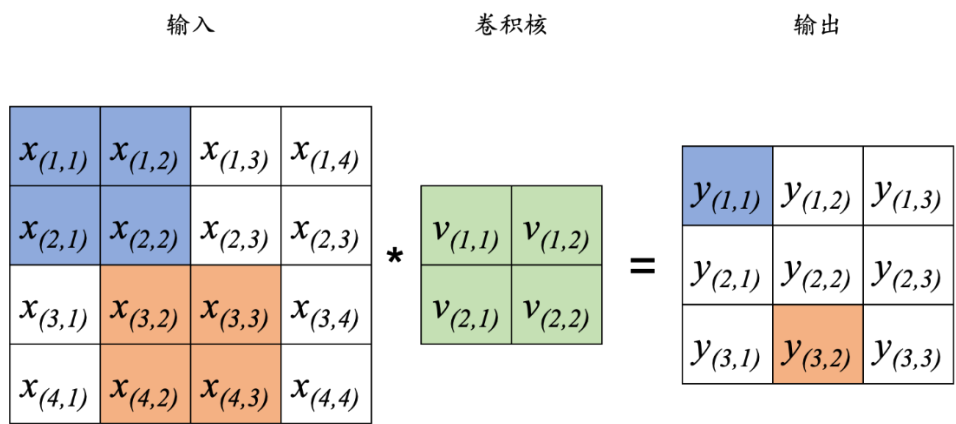 输入 卷积核 输出
x(1,1) x(1,2) x(1,3) x(1,4)
x(2,1) x(2,2) x(2,3) x(2,3)
x(3,1) x(3,2) x(3,3) x(3,4)
x(4,1) x(4,2) x(4,3) x(4,4)
*
v(1,1) v(1,2)
v(2,1) v(2,2)
=
y(1,1) y(1,2) y(1,3)
y(2,1) y(2,2) y(2,3)
y(3,1) y(3,2) y(3,3)